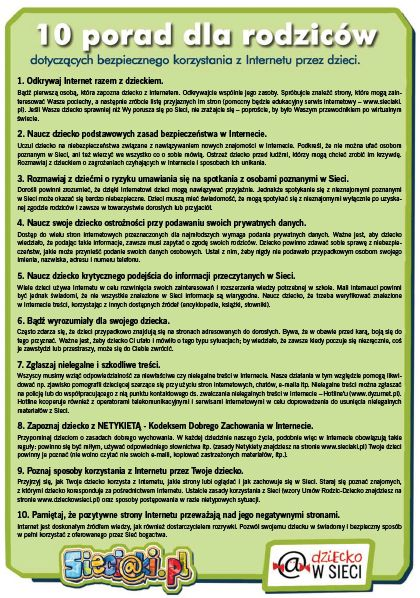 10 porad dla rodziców
dotyczących bezpiecznego korzystania z Internetu przez dzieci.
1. Odkrywaj Internet razem z dzieckiem.
Bądź pierwszą osobą, która zapozna dziecko z Internetem. Odkrywajcie wspólnie jego zasoby. Spróbujcie znaleźć strony, które mogą zain-
teresować Wasze pociechy, a następnie zróbcie listę przyjaznym im stron (pomocny będzie edukacyjny serwis internetowy – www.sieciaki.
pl). Jeśli Wasze dziecko sprawniej niż Wy porusza się po Sieci, nie zrażajcie się – poproście, by było Waszym przewodnikiem po wirtualnym
świecie.
2. Naucz dziecko podstawowych zasad bezpieczeństwa w Internecie.
Uczul dziecko na niebezpieczeństwa związane z nawiązywaniem nowych znajomości w Internecie. Podkreśl, że nie można ufać osobom
poznanym w Sieci, ani też wierzyć we wszystko co o sobie mówią. Ostrzeż dziecko przed ludźmi, którzy mogą chcieć zrobić im krzywdę.
Rozmawiaj z dzieckiem o zagrożeniach czyhających w Internecie i sposobach ich unikania.
3. Rozmawiaj z dziećmi o ryzyku umawiania się na spotkania z osobami poznanymi w Sieci.
Dorośli powinni zrozumieć, że dzięki Internetowi dzieci mogą nawiązywać przyjaźnie. Jednakże spotykanie się z nieznajomymi poznanymi
w Sieci może okazać się bardzo niebezpieczne. Dzieci muszą mieć świadomość, że mogą spotykać się z nieznajomymi wyłącznie po uzyska-
nej zgodzie rodziców i zawsze w towarzystwie dorosłych lub przyjaciół.
4. Naucz swoje dziecko ostrożności przy podawaniu swoich prywatnych danych.
Dostęp do wielu stron internetowych przeznaczonych dla najmłodszych wymaga podania prywatnych danych. Ważne jest, aby dziecko
wiedziało, że podając takie informacje, zawsze musi zapytać o zgodę swoich rodziców. Dziecko powinno zdawać sobie sprawę z niebezpie-
czeństw, jakie może przynieść podanie swoich danych osobowych. Ustal z nim, żeby nigdy nie podawało przypadkowym osobom swojego
imienia, nazwiska, adresu i numeru telefonu.
5. Naucz dziecko krytycznego podejścia do informacji przeczytanych w Sieci.
Wiele dzieci używa Internetu w celu rozwinięcia swoich zainteresowań i rozszerzenia wiedzy potrzebnej w szkole. Mali internauci powinni
być jednak świadomi, że nie wszystkie znalezione w Sieci informacje są wiarygodne. Naucz dziecko, że trzeba weryfikować znalezione
w Internecie treści, korzystając z innych dostępnych źródeł (encyklopedie, książki, słowniki).
6. Bądź wyrozumiały dla swojego dziecka.
Często zdarza się, że dzieci przypadkowo znajdują się na stronach adresowanych do dorosłych. Bywa, że w obawie przed karą, boją się do
tego przyznać. Ważne jest, żeby dziecko Ci ufało i mówiło o tego typu sytuacjach; by wiedziało, że zawsze kiedy poczuje się niezręcznie, coś
je zawstydzi lub przestraszy, może się do Ciebie zwrócić.
7. Zgłaszaj nielegalne i szkodliwe treści.
Wszyscy musimy wziąć odpowiedzialność za niewłaściwe czy nielegalne treści w Internecie. Nasze działania w tym względzie pomogą likwi-
dować np. zjawisko pornografii dziecięcej szerzące się przy użyciu stron internetowych, chatów, e-maila itp. Nielegalne treści można zgłaszać
na policję lub do współpracującego z nią punktu kontaktowego ds. zwalczania nielegalnych treści w Internecie – Hotline'u (www.dyzurnet.pl).
Hotline kooperuje również z operatorami telekomunikacyjnymi i serwisami internetowymi w celu doprowadzenia do usunięcia nielegalnych
materiałów z Sieci.
8. Zapoznaj dziecko z NETYKIETĄ - Kodeksem Dobrego Zachowania w Internecie.
Przypominaj dzieciom o zasadach dobrego wychowania. W każdej dziedzinie naszego życia, podobnie więc w Internecie obowiązują takie
reguły: powinno się być miłym, używać odpowiedniego słownictwa itp. (zasady Netykiety znajdziesz na stronie www.sieciaki.pl) Twoje dzieci
powinny je poznać (nie wolno czytać nie swoich e-maili, kopiować zastrzeżonych materiałów, itp.).
9. Poznaj sposoby korzystania z Internetu przez Twoje dziecko.
Przyjrzyj się, jak Twoje dziecko korzysta z Internetu, jakie strony lubi oglądać i jak zachowuje się w Sieci. Staraj się poznać znajomych,
z którymi dziecko koresponduje za pośrednictwem Internetu. Ustalcie zasady korzystania z Sieci (wzory Umów Rodzic-Dziecko znajdziesz na
stronie www.dzieckowsieci.pl) oraz sposoby postępowania w razie nietypowych sytuacji.
10. Pamiętaj, że pozytywne strony Internetu przeważają nad jego negatywnymi stronami.
Internet jest doskonałym źródłem wiedzy, jak również dostarczycielem rozrywki. Pozwól swojemu dziecku w świadomy i bezpieczny sposób
w pełni korzystać z oferowanego przez Sieć bogactwa.
Sieci@ki.pl
@ DZIECKO
W SIECI